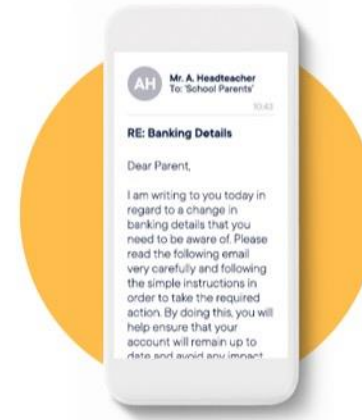 AH
Mr. A. Headteacher
To: 'School Parents'
10:43
RE: Banking Details
Dear Parent,
I am writing to you today in
regard to a change in
banking details that you
need to be aware of. Please
read the following email
very carefully and following
the simple instructions in
order to take the required
action. By doing this, you will
help ensure that your
account will remain up to
date and avoid any impact